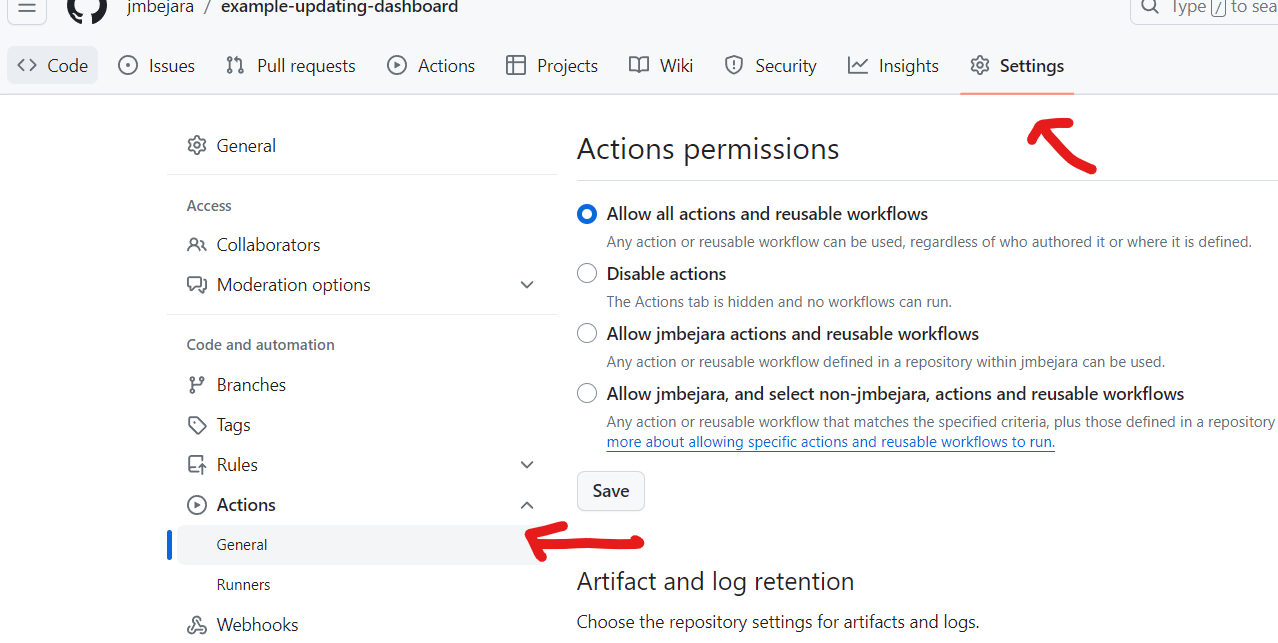 jmbejara / example-updating-dashboard
Type / to sea
Code Issues Pull requests Actions Projects Wiki Security Insights Settings
General
Access
Collaborators
Moderation options
Code and automation
Branches
Tags
Rules
Actions
General
Runners
Webhooks
Actions permissions
Allow all actions and reusable workflows
Any action or reusable workflow can be used, regardless of who authored it or where it is defined.
Disable actions
The Actions tab is hidden and no workflows can run.
Allow jmbejara actions and reusable workflows
Any action or reusable workflow defined in a repository within jmbejara can be used.
Allow jmbejara, and select non-jmbejara, actions and reusable workflows
Any action or reusable workflow that matches the specified criteria, plus those defined in a repository
more about allowing specific actions and reusable workflows to run.
Save
Artifact and log retention
Choose the repository settings for artifacts and logs.